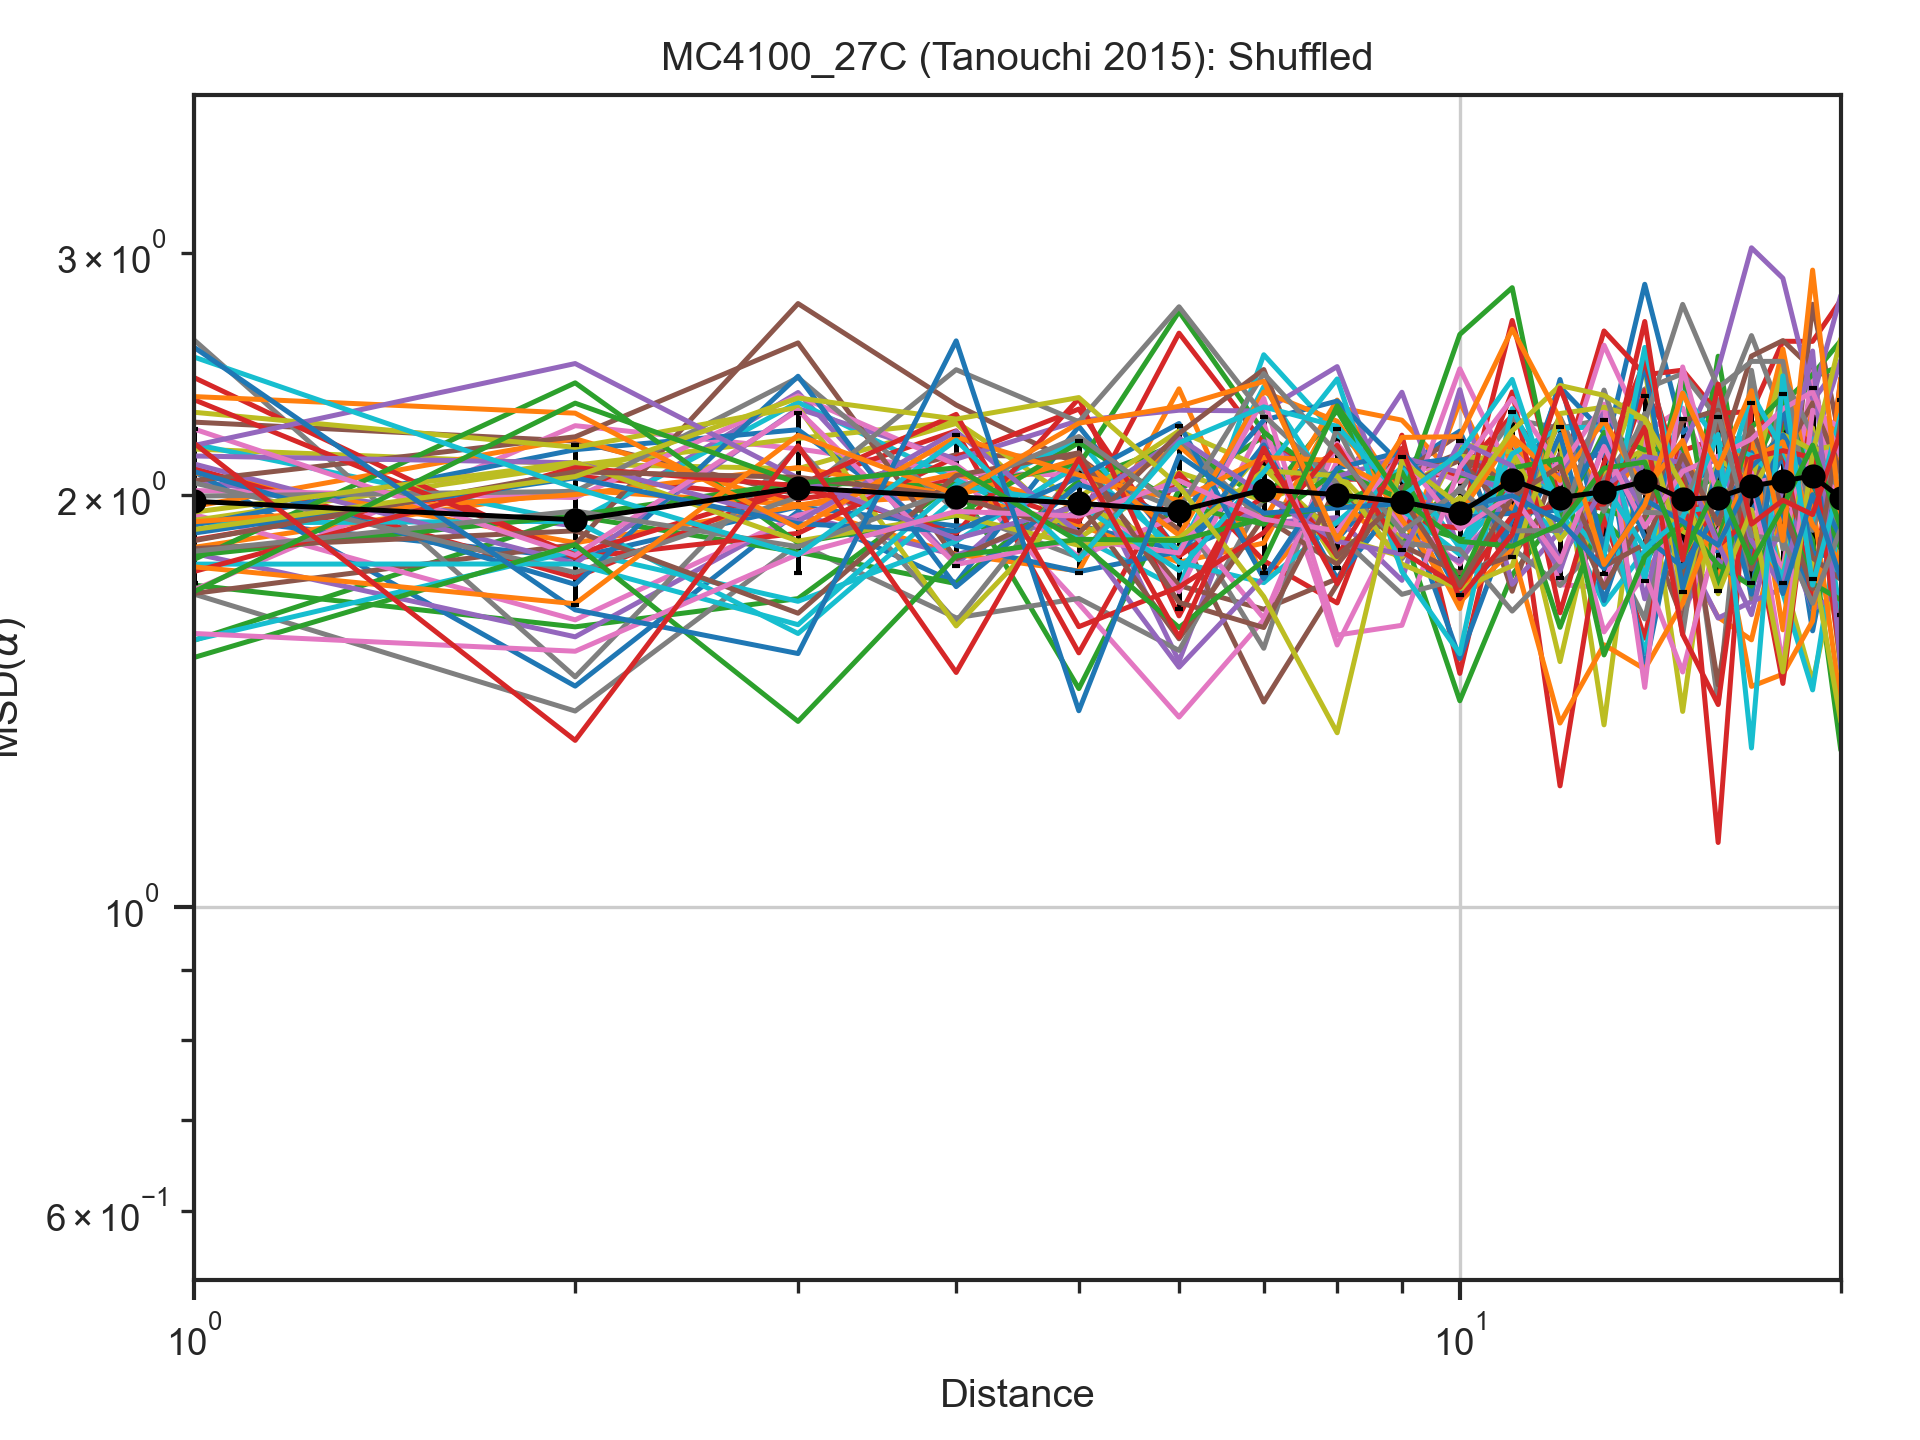 MC4100_27C (Tanouchi 2015): Shuffled
3 × 10⁰
2 × 10⁰
MSD(α)
10⁰
6 × 10⁻¹
10⁰ 10¹
Distance